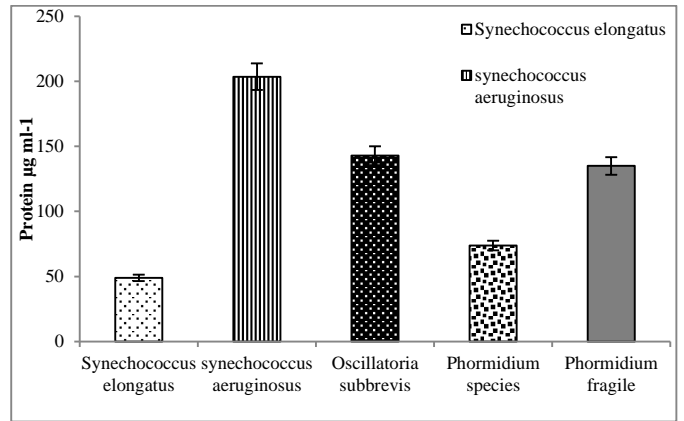 250
200
150
100
50
0
Protein µg ml-1
Synechococcus elongatus
synechococcus
aeruginosus
Synechococcus
elongatus
synechococcus
aeruginosus
Oscillatoria
subbrevis
Phormidium
species
Phormidium
fragile